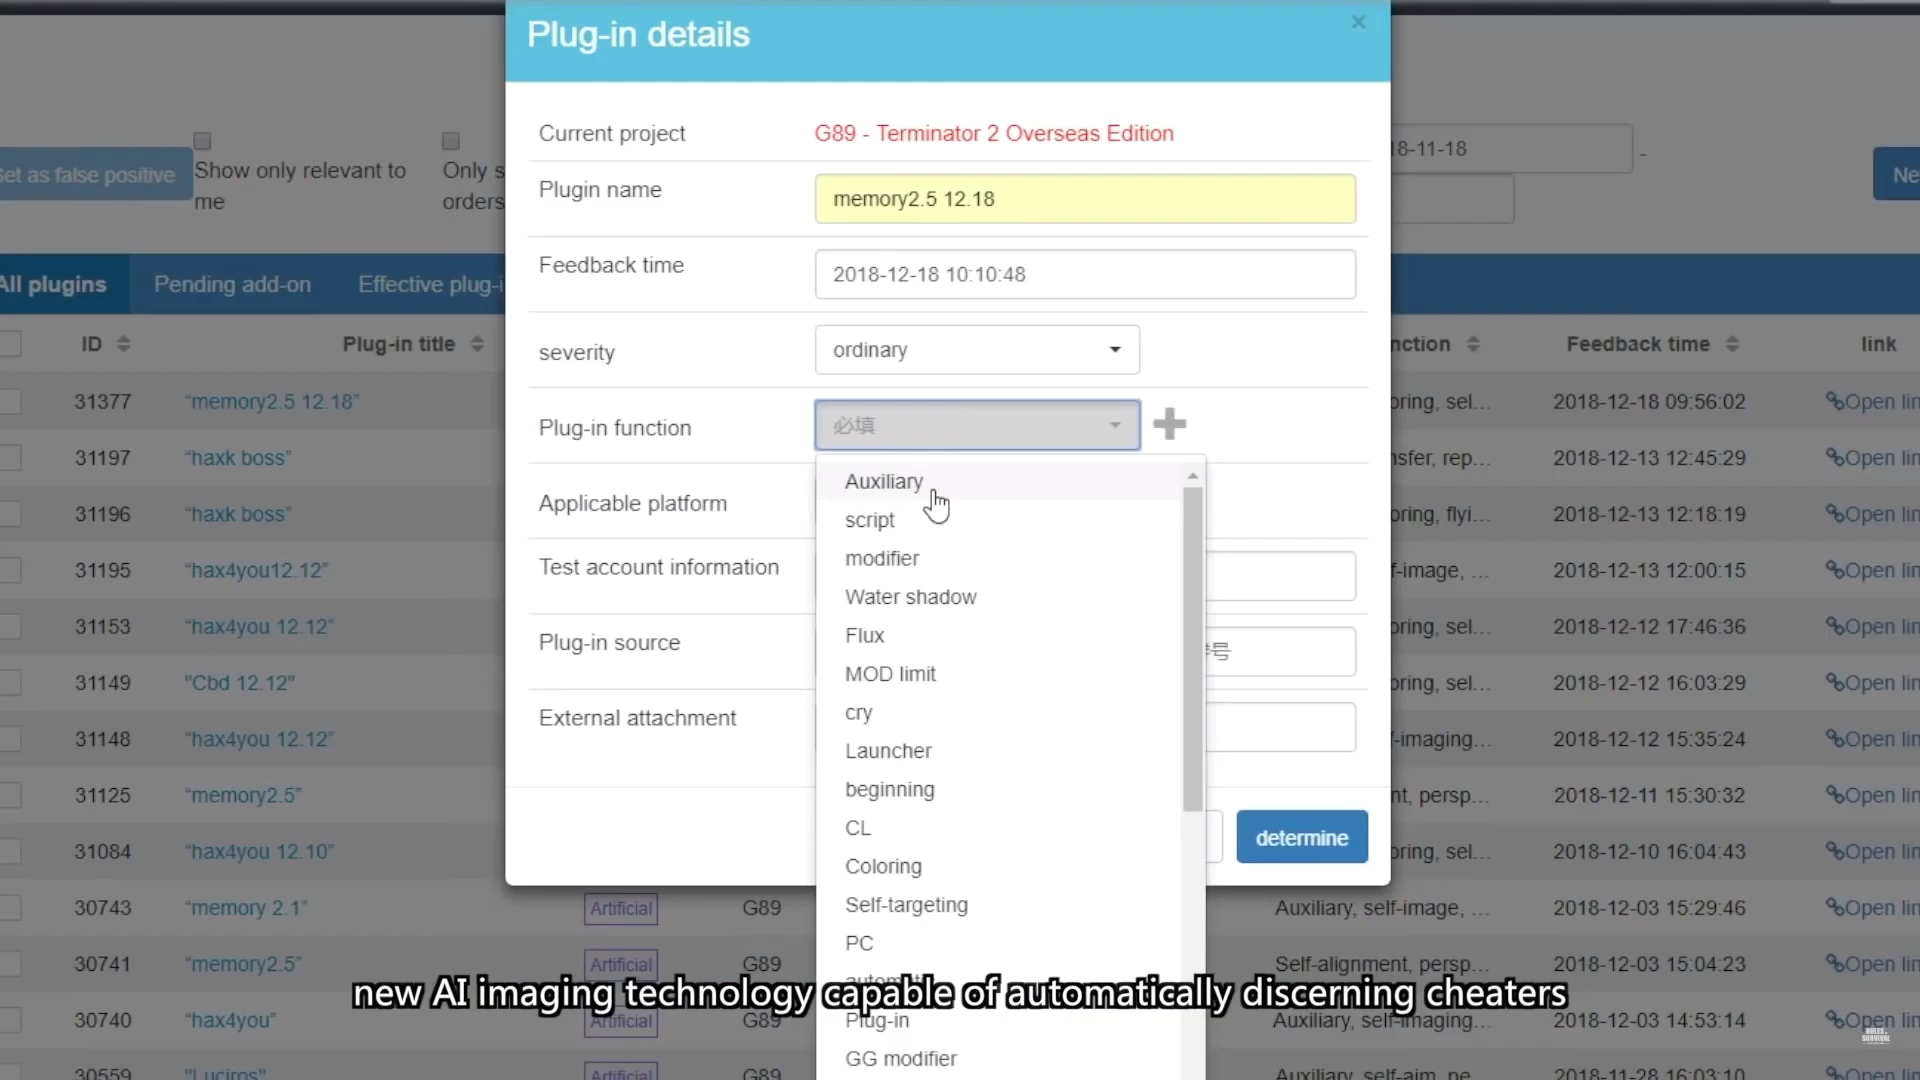 Plug-in details
×
Current project
G89 - Terminator 2 Overseas Edition
18-11-18
-
Set as false positive
Show only relevant to me
Only s
orders
Ne
Plugin name
memory2.5 12.18
Feedback time
2018-12-18 10:10:48
All plugins
Pending add-on
Effective plug-i
severity
ordinary
ID
Plug-in title
nction
Feedback time
link
Plug-in function
必填
Applicable platform
Test account information
Plug-in source
号
External attachment
determine
Auxiliary
script
modifier
Water shadow
Flux
MOD limit
cry
Launcher
beginning
CL
Coloring
Self-targeting
PC
automat
Plug-in
GG modifier
31377 “memory2.5 12.18” oring, sel... 2018-12-18 09:56:02 Open lin
31197 “haxk boss” nsfer, rep... 2018-12-13 12:45:29 Open lin
31196 “haxk boss” oring, flyi... 2018-12-13 12:18:19 Open lin
31195 “hax4you12.12” f-image, ... 2018-12-13 12:00:15 Open lin
31153 “hax4you 12.12” oring, sel... 2018-12-12 17:46:36 Open lin
31149 "Cbd 12.12" oring, sel... 2018-12-12 16:03:29 Open lin
31148 “hax4you 12.12” f-imaging... 2018-12-12 15:35:24 Open lin
31125 “memory2.5” nt, persp... 2018-12-11 15:30:32 Open lin
31084 “hax4you 12.10” oring, sel... 2018-12-10 16:04:43 Open lin
30743 “memory 2.1” Artificial G89 Auxiliary, self-image, ... 2018-12-03 15:29:46 Open lin
30741 “memory2.5” Artificial G89 Self-alignment, persp... 2018-12-03 15:04:23 Open lin
30740 “hax4you” Artificial G89 Auxiliary, self-imaging... 2018-12-03 14:53:14 Open lin
30559 "Luciros" Artificial G89 Auxiliary, self-aim, pe... 2018-11-28 16:03:10 Open lin
new AI imaging technology capable of automatically discerning cheaters
RULES OF SURVIVAL